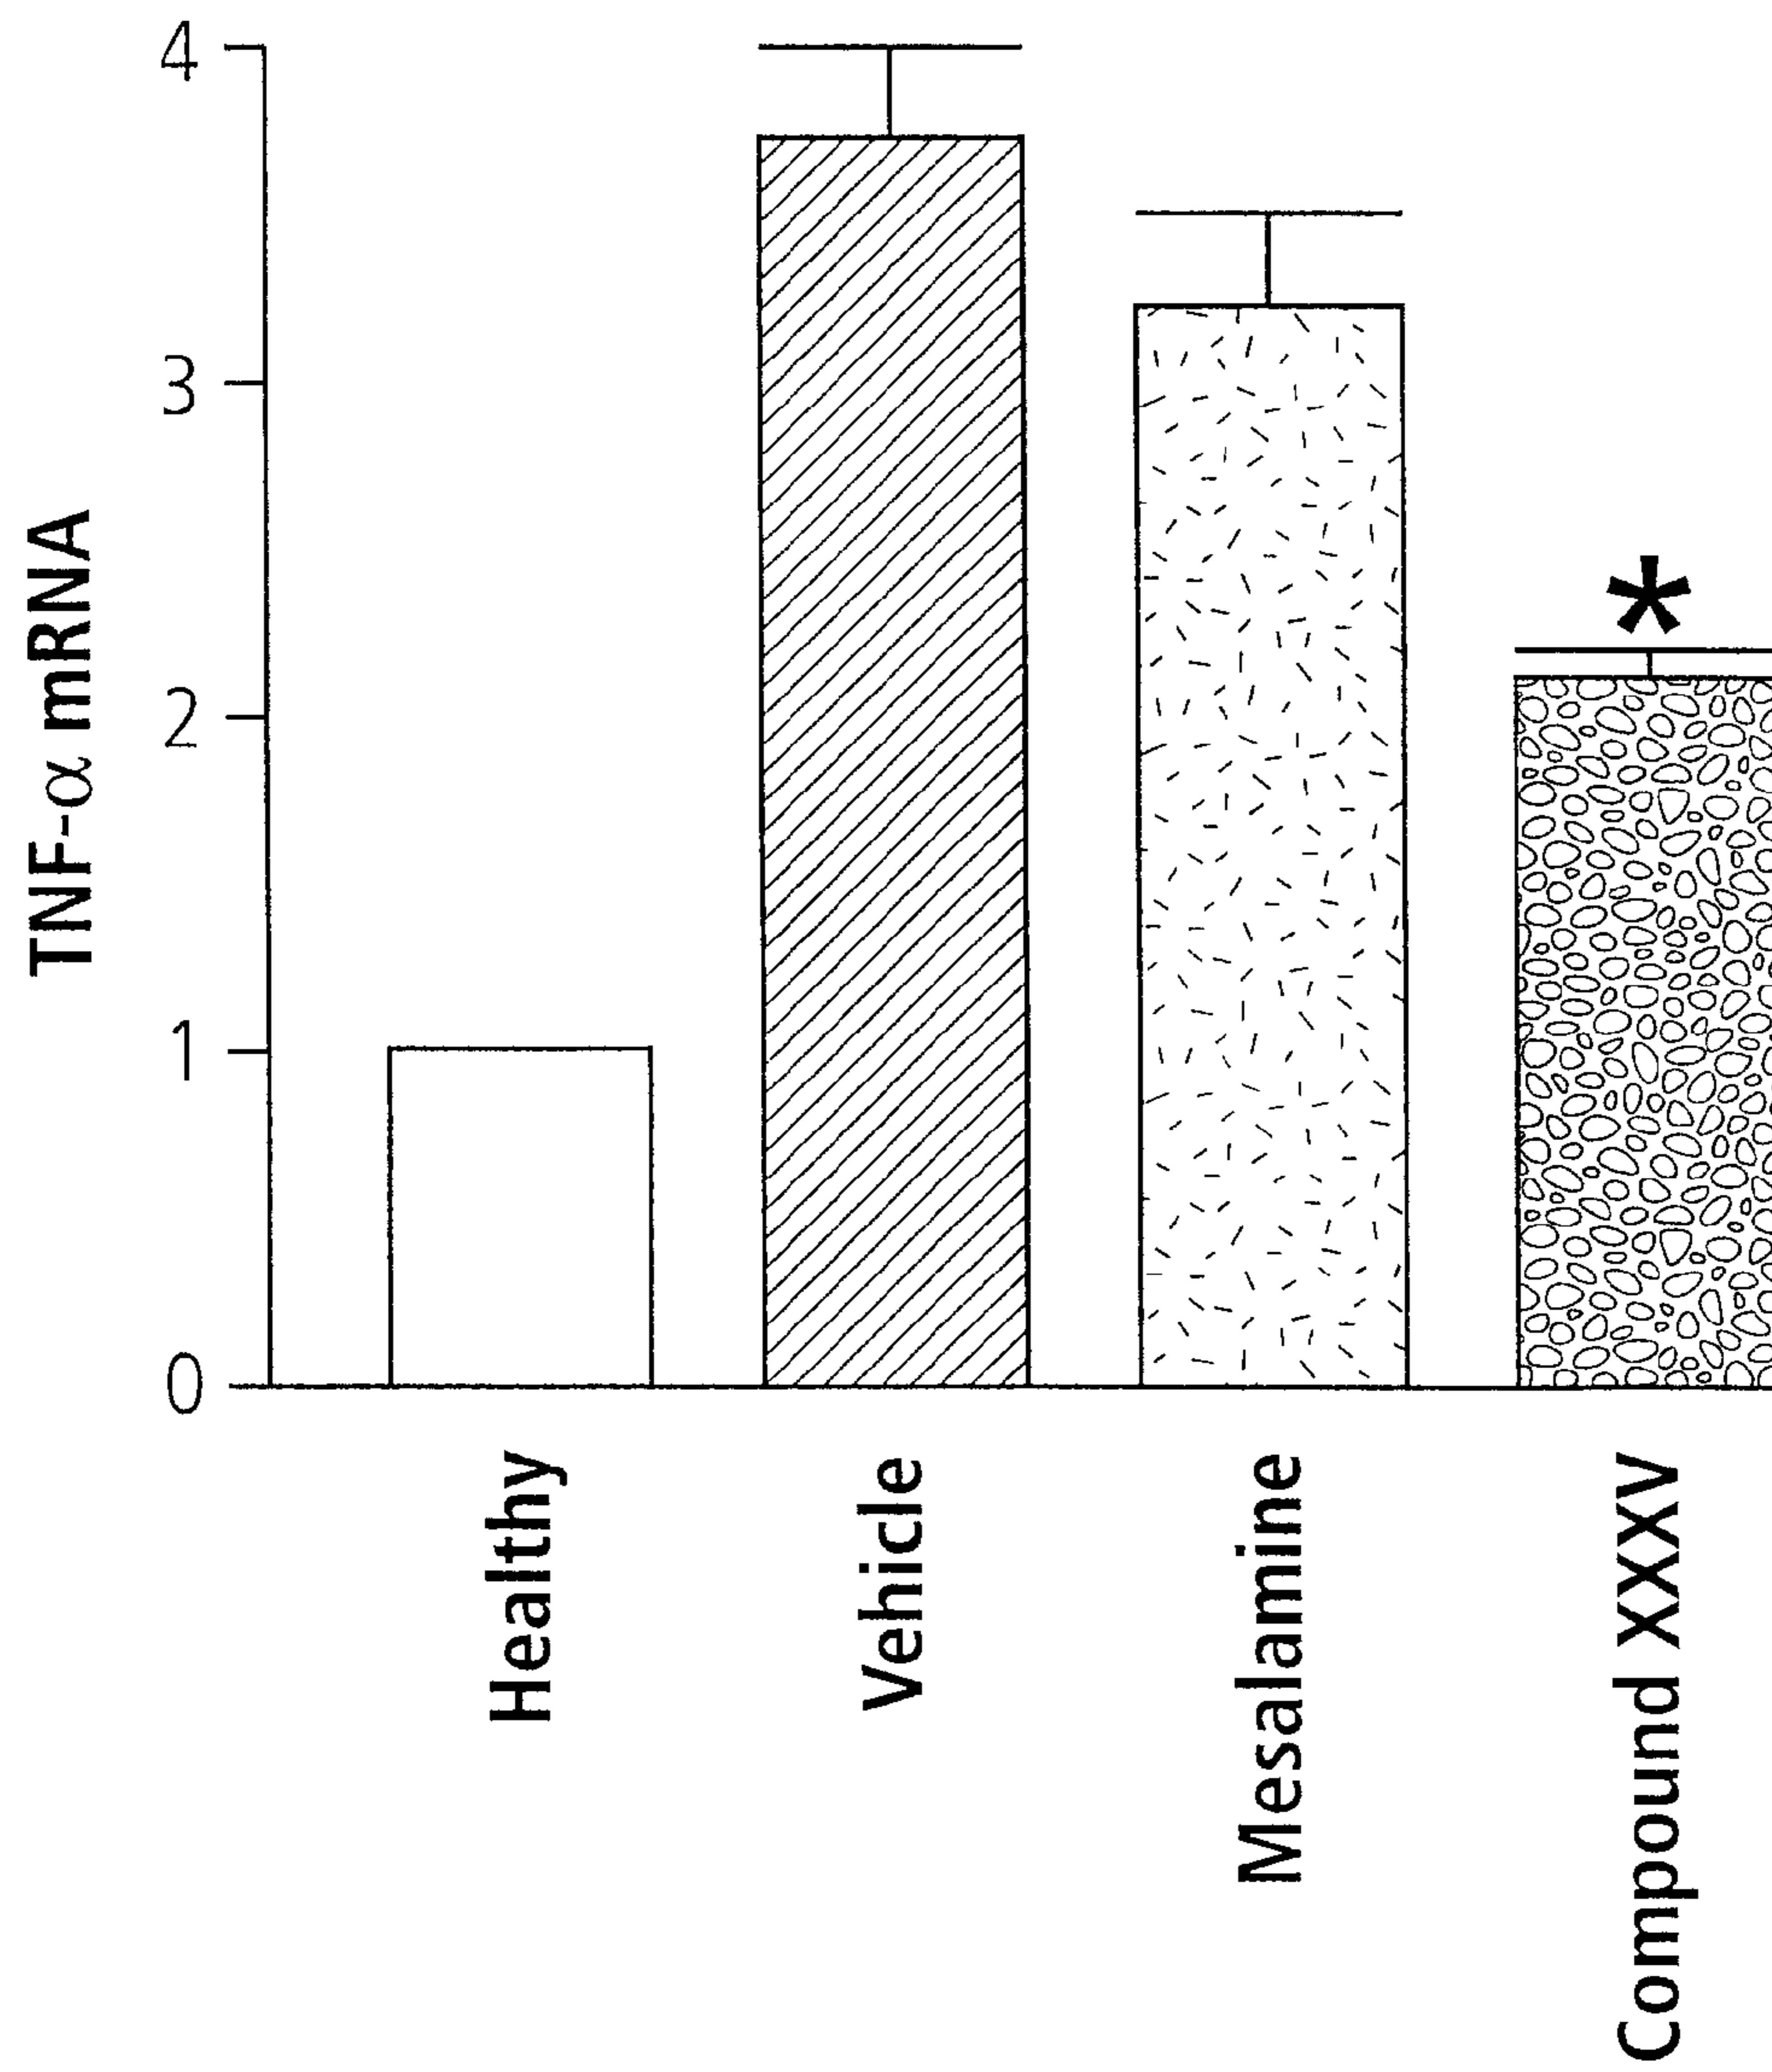 4
3
2
1
0
TNF-α mRNA
*
Healthy
Vehicle
Mesalamine
Compound XXXV